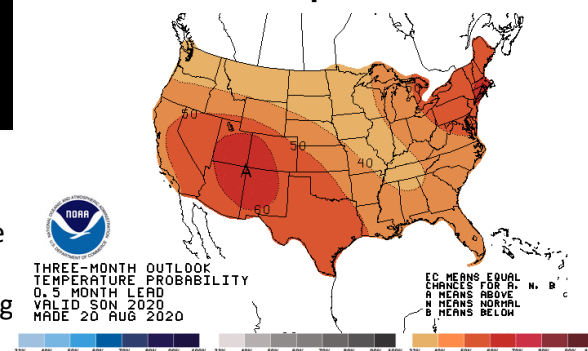 50
50
40
A
60
NOAA
THREE-MONTH OUTLOOK
TEMPERATURE PROBABILITY
0.5 MONTH LEAD
VALID SON 2020
MADE 20 AUG 2020
EC MEANS EQUAL
CHANCES FOR A, N, B
A MEANS ABOVE
N MEANS NORMAL
B MEANS BELOW